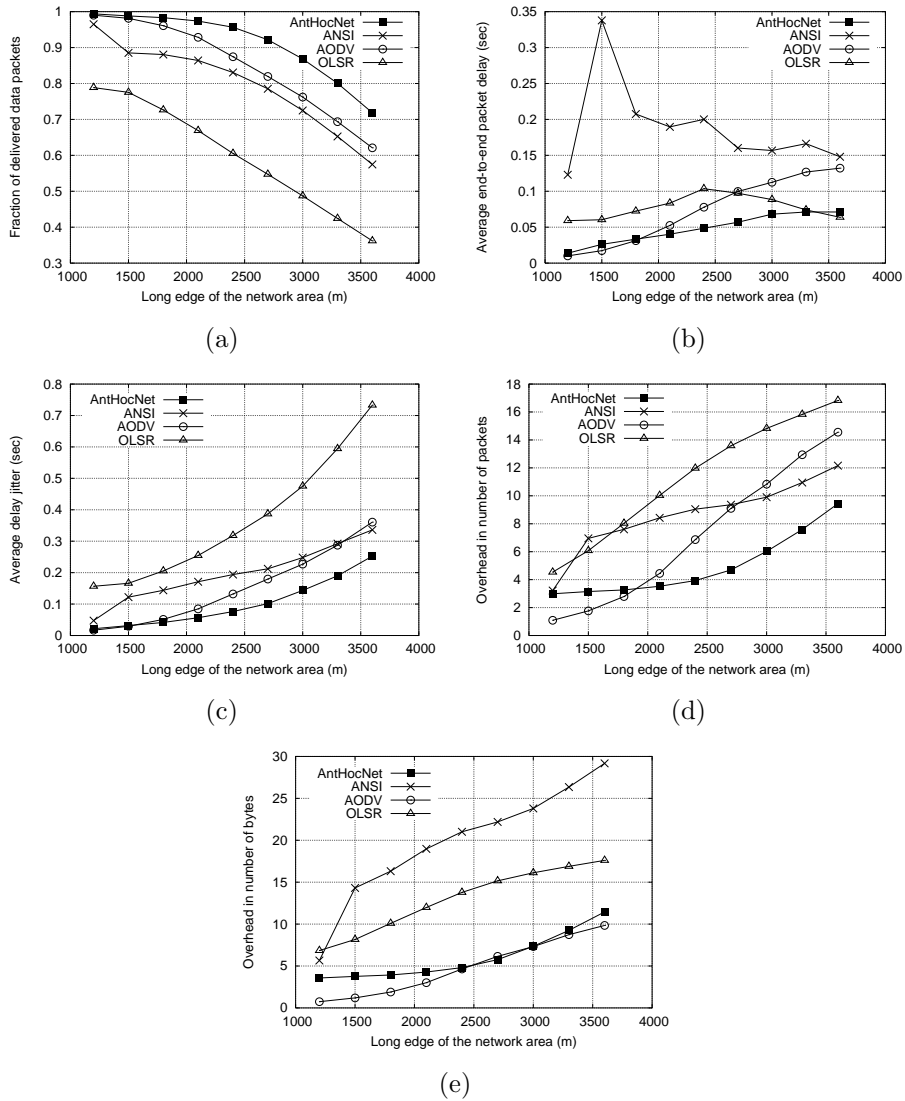 1
0.9
0.8
0.7
0.6
0.5
0.4
0.3
1000 1500 2000 2500 3000 3500 4000
Fraction of delivered data packets
Long edge of the network area (m)
AntHocNet
ANSI
AODV
OLSR
(a)
0.35
0.3
0.25
0.2
0.15
0.1
0.05
0
1000 1500 2000 2500 3000 3500 4000
Average end-to-end packet delay (sec)
Long edge of the network area (m)
AntHocNet
ANSI
AODV
OLSR
(b)
0.8
0.7
0.6
0.5
0.4
0.3
0.2
0.1
0
1000 1500 2000 2500 3000 3500 4000
Average delay jitter (sec)
Long edge of the network area (m)
AntHocNet
ANSI
AODV
OLSR
(c)
18
16
14
12
10
8
6
4
2
0
1000 1500 2000 2500 3000 3500 4000
Overhead in number of packets
Long edge of the network area (m)
AntHocNet
ANSI
AODV
OLSR
(d)
30
25
20
15
10
5
0
1000 1500 2000 2500 3000 3500 4000
Overhead in number of bytes
Long edge of the network area (m)
AntHocNet
ANSI
AODV
OLSR
(e)